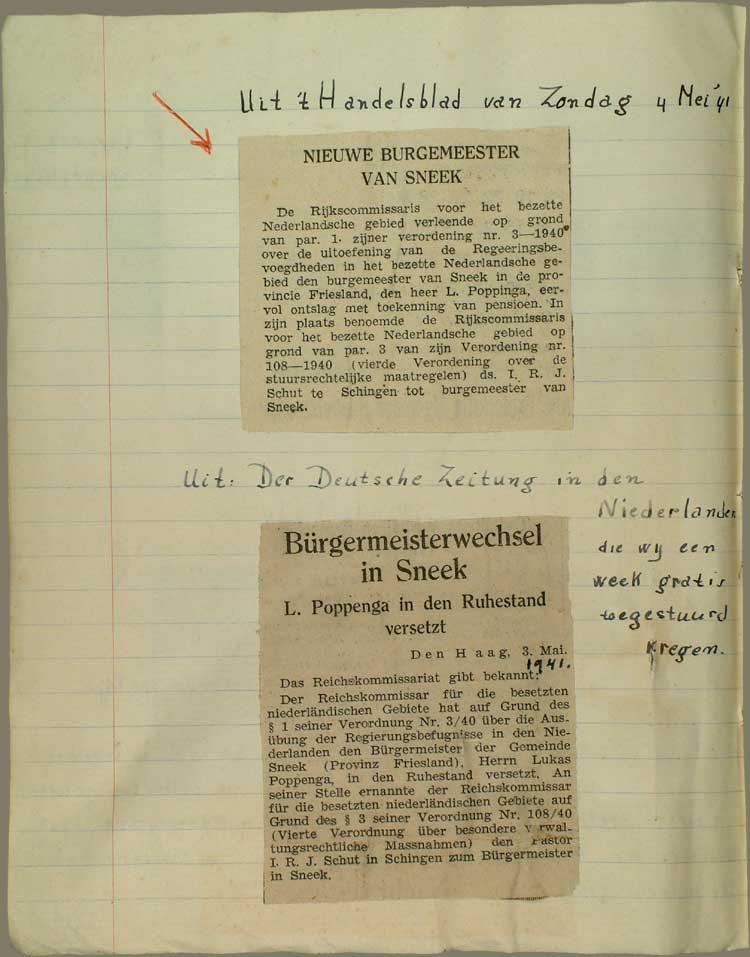 Uit 't Handelsblad van Zondag 4 Mei '41
NIEUWE BURGEMEESTER
VAN SNEEK
De Rijkscommissaris voor het bezette
Nederlandsche gebied verleende op grond
van par. 1. zijner verordening nr. 3—1940
over de uitoefening van de Regeeringsbe-
voegdheden in het bezette Nederlandsche ge-
bied den burgemeester van Sneek in de pro-
vincie Friesland, den heer L. Poppinga, eer-
vol ontslag met toekenning van pensioen. In
zijn plaats benoemde de Rijkscommissaris
voor het bezette Nederlandsche gebied op
grond van par. 3 van zijn Verordening nr.
108—1940 (vierde Verordening over de
stuursrechtelijke maatregelen) ds. I. R. J.
Schut te Schingen tot burgemeester van
Sneek.
Uit: Der Deutsche Zeitung in den
Niederlanden
die wy een
week gratis
toegestuurd
kregen.
Bürgermeisterwechsel
in Sneek
L. Poppenga in den Ruhestand
versetzt
Den Haag, 3. Mai.
1941.
Das Reichskommissariat gibt bekannt:
Der Reichskommissar für die besetzten
niederländischen Gebiete hat auf Grund des
§ 1 seiner Verordnung Nr. 3/40 über die Aus-
übung der Regierungsbefugnisse in den Nie-
derlanden den Bürgermeister der Gemeinde
Sneek (Provinz Friesland), Herrn Lukas
Poppenga, in den Ruhestand versetzt. An
seiner Stelle ernannte der Reichskommissar
für die besetzten niederländischen Gebiete auf
Grund des § 3 seiner Verordnung Nr. 108/40
(Vierte Verordnung über besondere verwal-
tungsrechtliche Massnahmen) den Pastor
I. R. J. Schut in Schingen zum Bürgermeister
in Sneek.